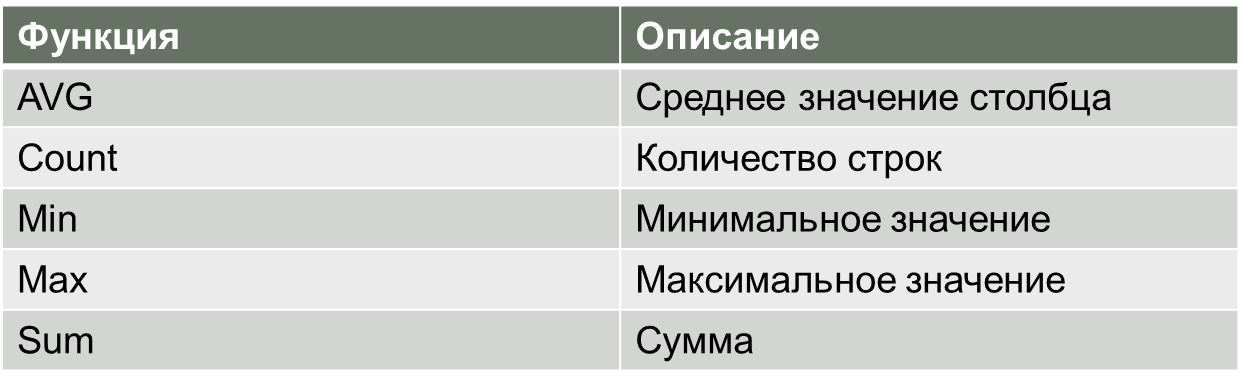 Функция Описание
AVG Среднее значение столбца
Count Количество строк
Min Минимальное значение
Max Максимальное значение
Sum Сумма